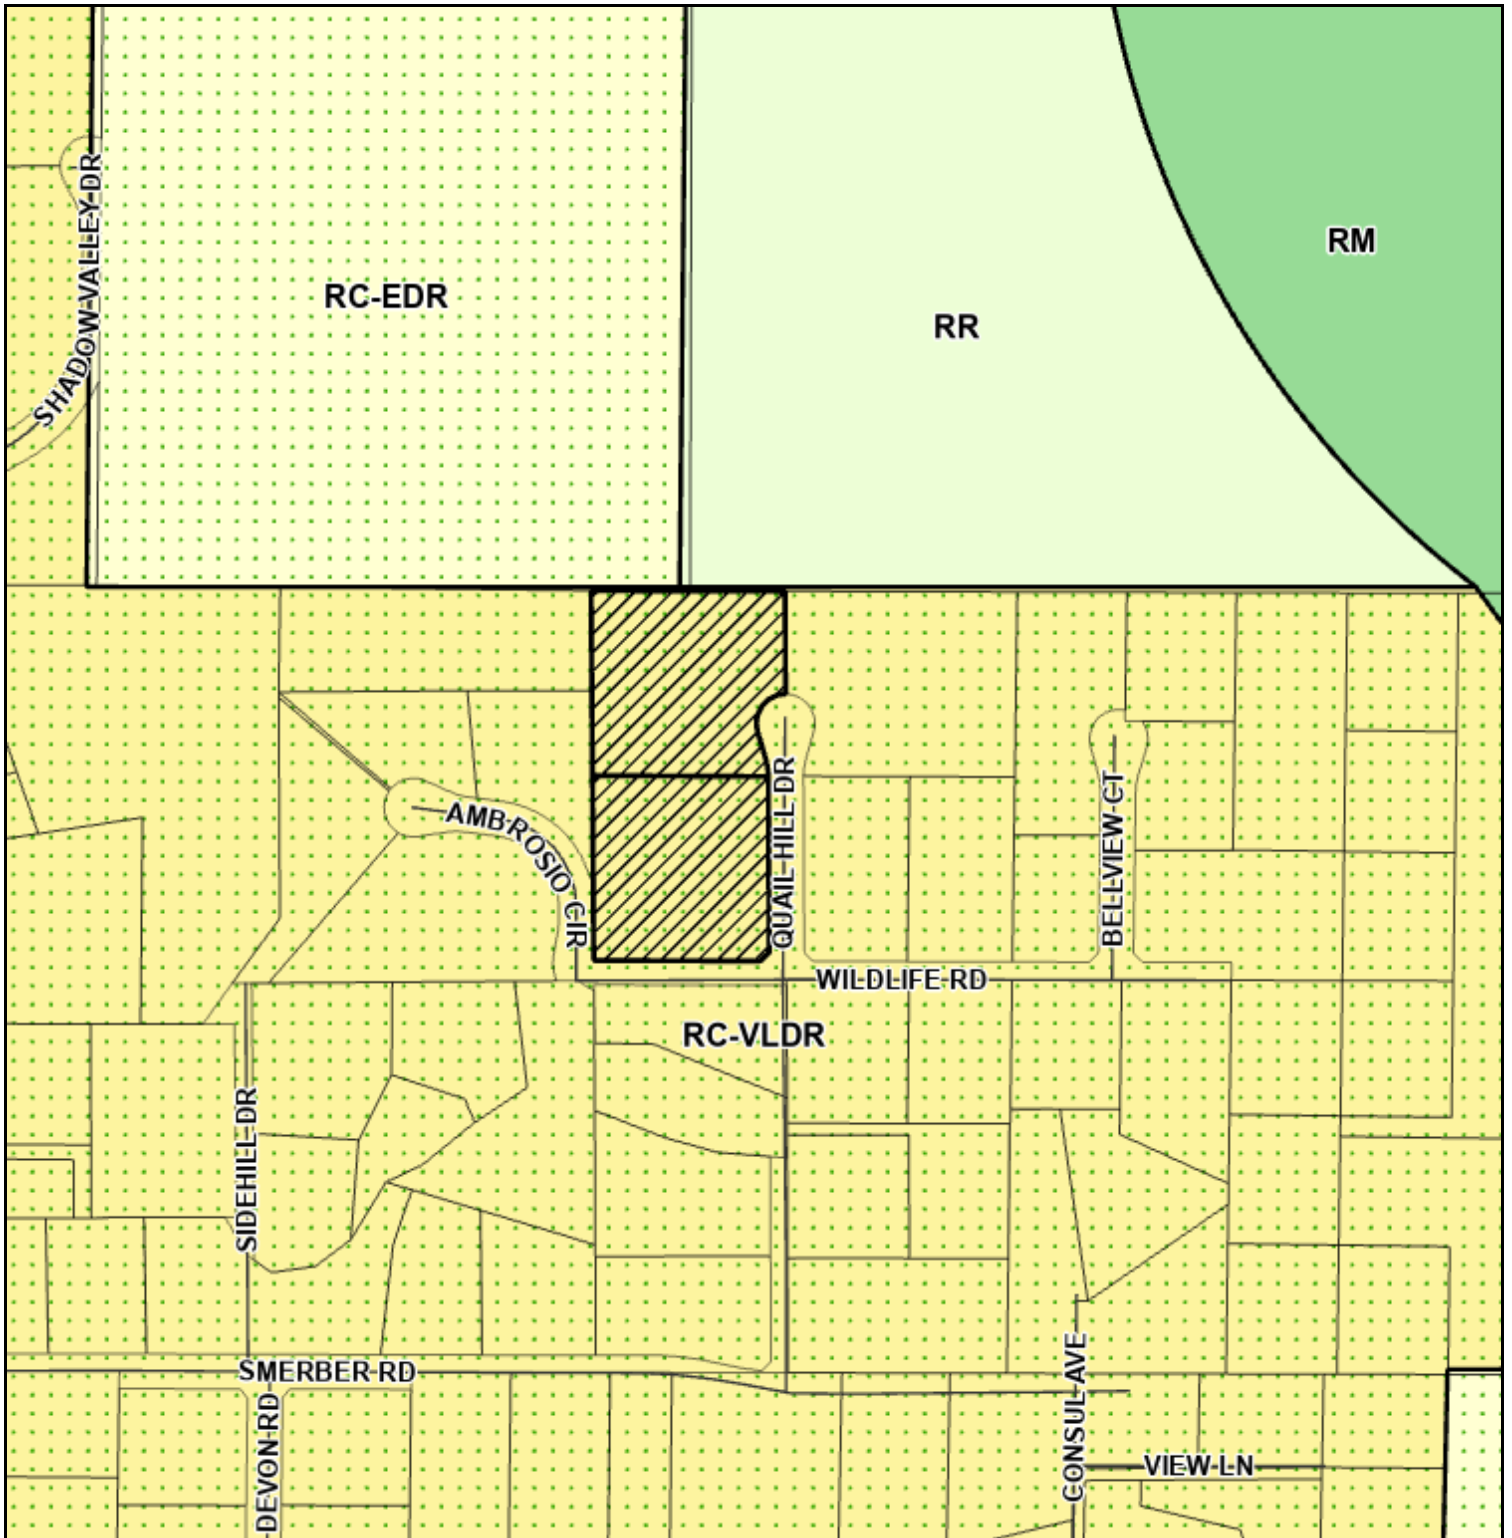 SHADOW VALLEY DR
RC-EDR
RR
RM
AMBROSIO CIR
QUAIL HILL DR
BELLVIEW CT
WILDLIFE RD
RC-VLDR
SIDEHILL DR
SMERBER RD
DEVON RD
CONSUL AVE
VIEW LN